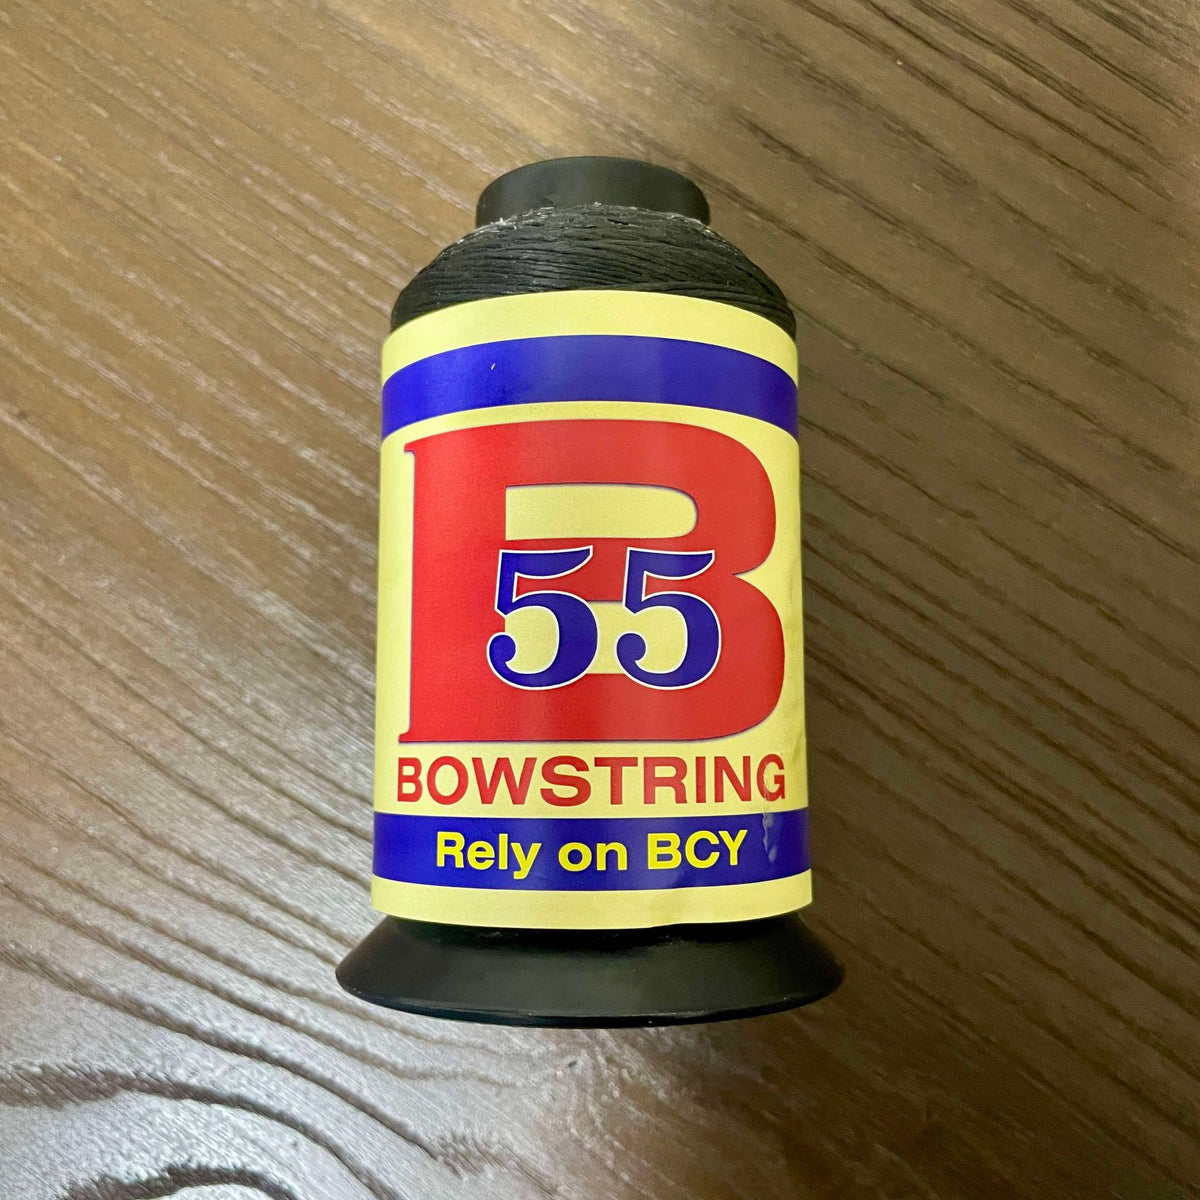 B
55
BOWSTRING
Rely on BCY